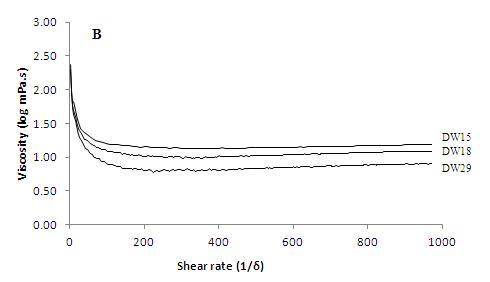 B
3.00
2.50
2.00
1.50
1.00
0.50
0.00
Viscosity (log mPa.s)
DW15
DW18
DW29
0 200 400 600 800 1000
Shear rate (1/δ)